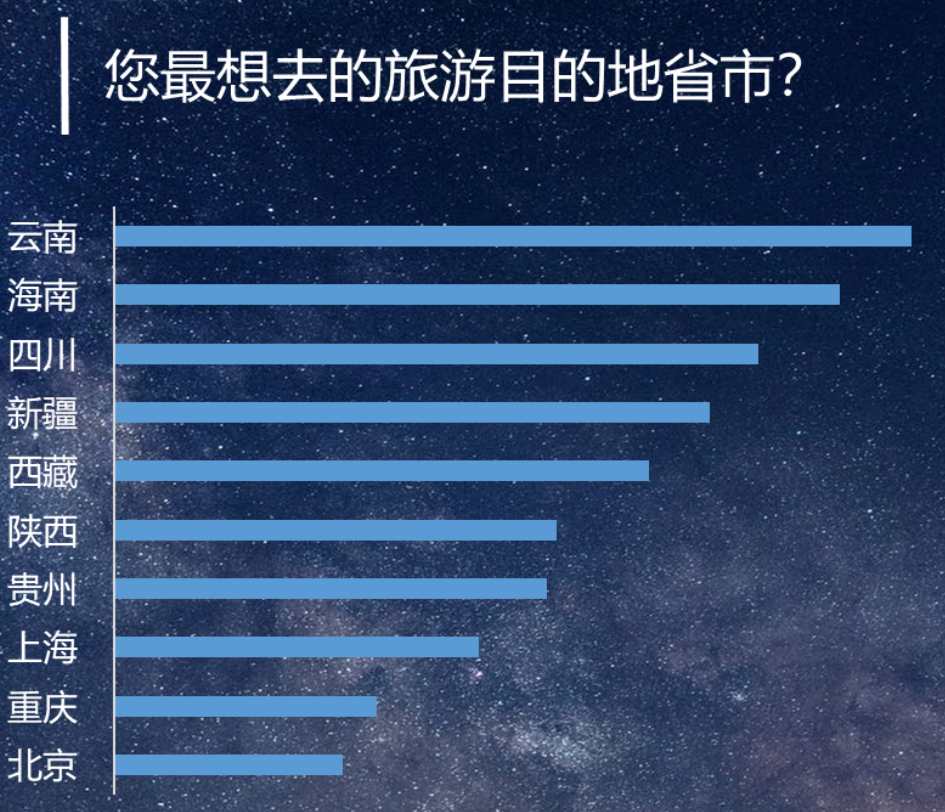 您最想去的旅游目的地省市？
云南
海南
四川
新疆
西藏
陕西
贵州
上海
重庆
北京